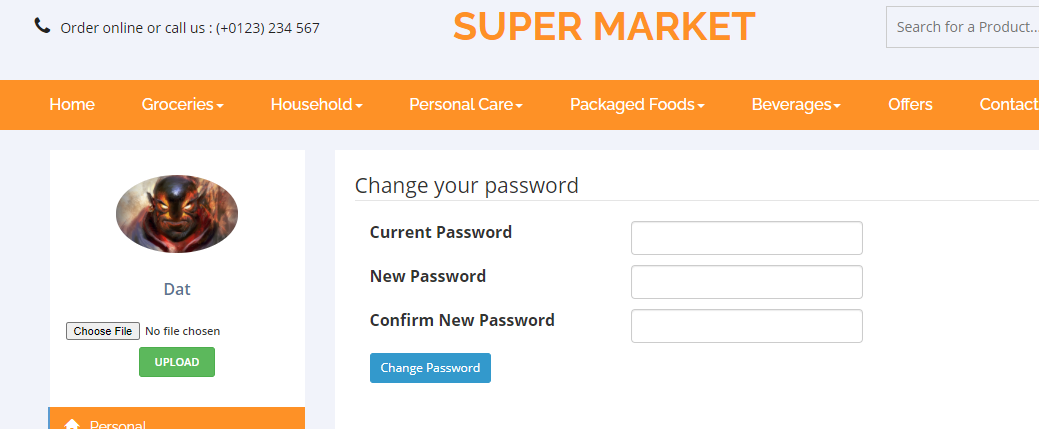 Order online or call us : (+0123) 234 567
SUPER MARKET
Search for a Product...
Home Groceries Household Personal Care Packaged Foods Beverages Offers Contact
Dat
Choose File No file chosen
UPLOAD
Personal
Change your password
Current Password
New Password
Confirm New Password
Change Password